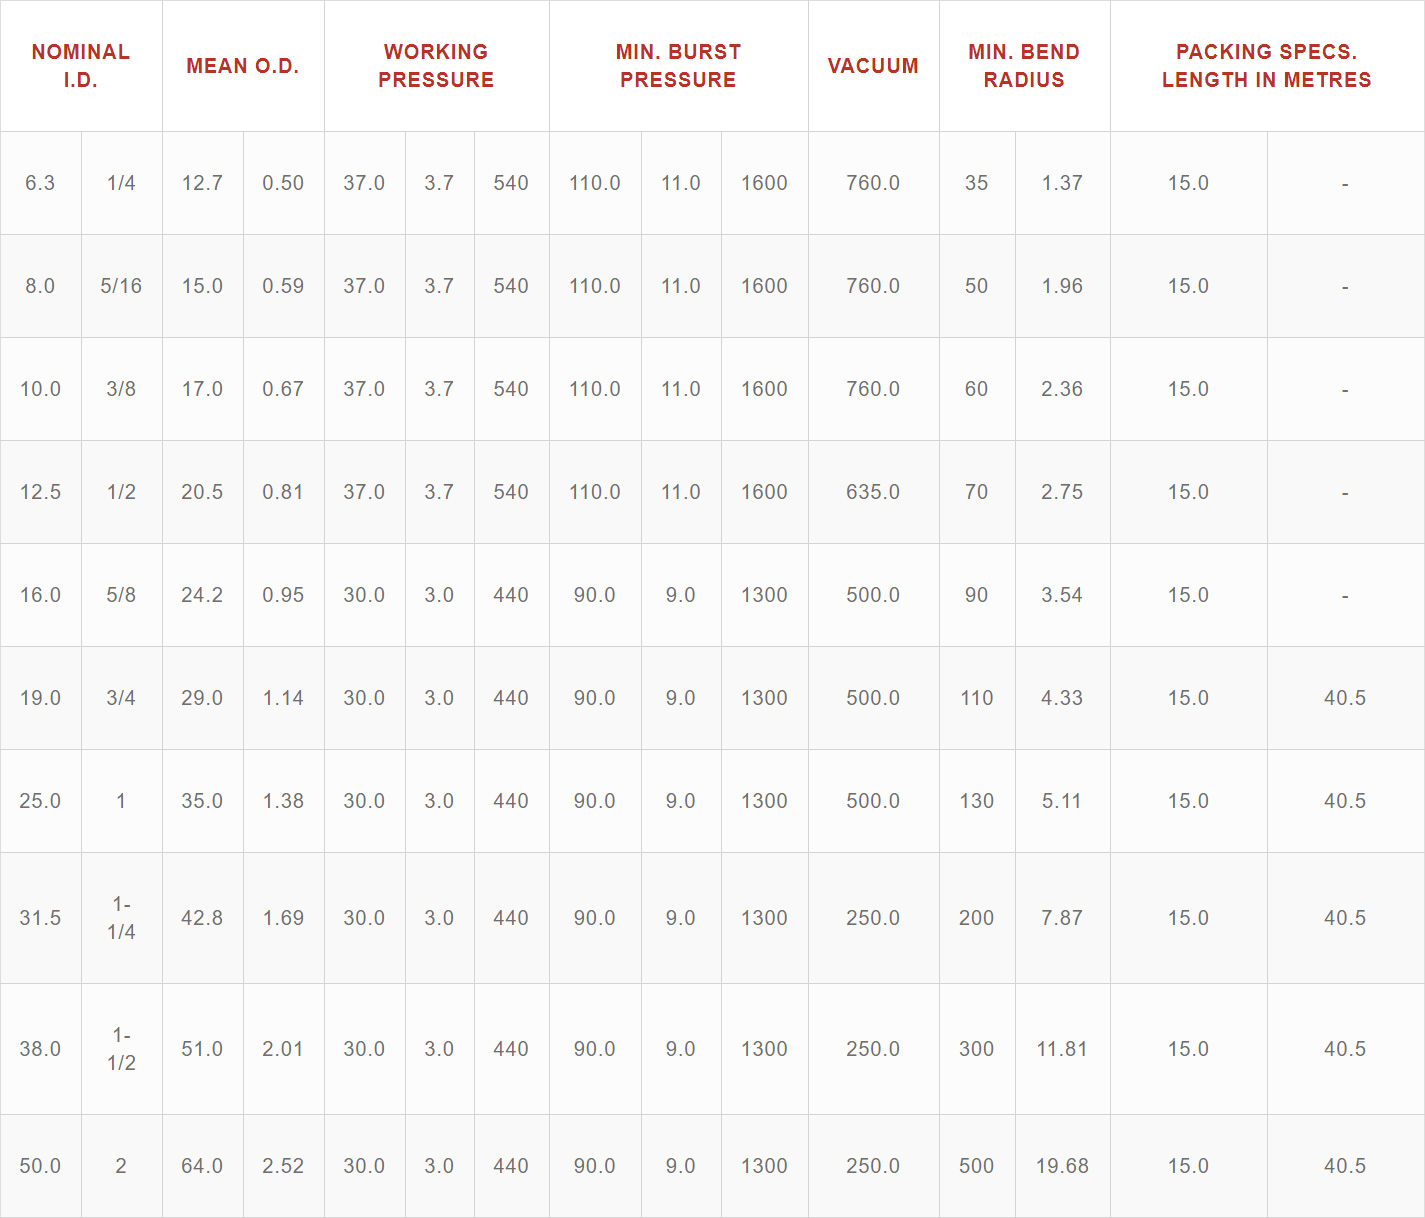 NOMINAL I.D. MEAN O.D. WORKING PRESSURE MIN. BURST PRESSURE VACUUM MIN. BEND RADIUS PACKING SPECS. LENGTH IN METRES
6.3 1/4 12.7 0.50 37.0 3.7 540 110.0 11.0 1600 760.0 35 1.37 15.0 -
8.0 5/16 15.0 0.59 37.0 3.7 540 110.0 11.0 1600 760.0 50 1.96 15.0 -
10.0 3/8 17.0 0.67 37.0 3.7 540 110.0 11.0 1600 760.0 60 2.36 15.0 -
12.5 1/2 20.5 0.81 37.0 3.7 540 110.0 11.0 1600 635.0 70 2.75 15.0 -
16.0 5/8 24.2 0.95 30.0 3.0 440 90.0 9.0 1300 500.0 90 3.54 15.0 -
19.0 3/4 29.0 1.14 30.0 3.0 440 90.0 9.0 1300 500.0 110 4.33 15.0 40.5
25.0 1 35.0 1.38 30.0 3.0 440 90.0 9.0 1300 500.0 130 5.11 15.0 40.5
31.5 1-1/4 42.8 1.69 30.0 3.0 440 90.0 9.0 1300 250.0 200 7.87 15.0 40.5
38.0 1-1/2 51.0 2.01 30.0 3.0 440 90.0 9.0 1300 250.0 300 11.81 15.0 40.5
50.0 2 64.0 2.52 30.0 3.0 440 90.0 9.0 1300 250.0 500 19.68 15.0 40.5